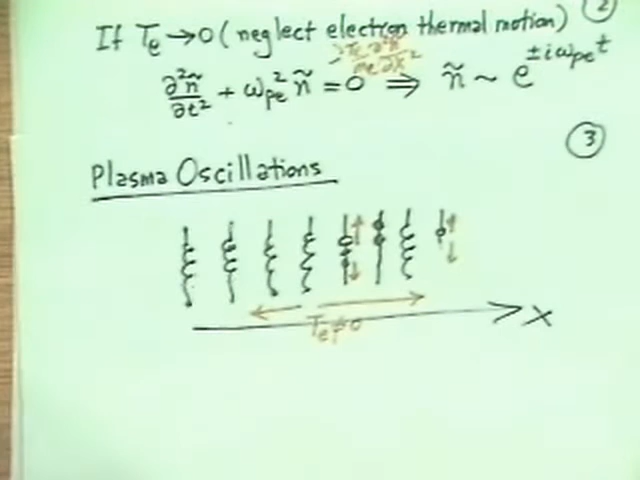 ②
If Te → 0 (neglect electron thermal motion)
∂²ñ/∂t² + ωpe² ñ = 0 ⇒ ñ ~ e^{±iωpe t}
③
Plasma Oscillations
Te≠0
X